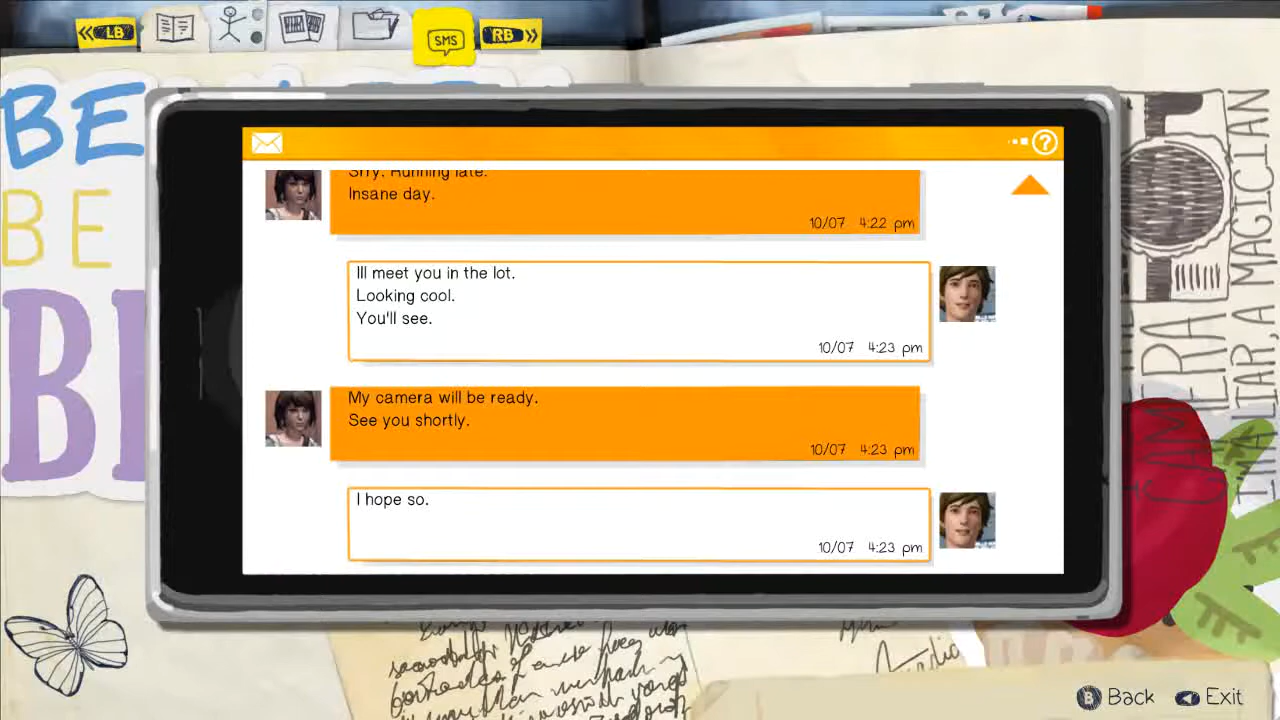 LB
SMS
RB
BE
BE
Srry. Running late.
Insane day.
10/07 4:22 pm
Ill meet you in the lot.
Looking cool.
You'll see.
10/07 4:23 pm
My camera will be ready.
See you shortly.
10/07 4:23 pm
I hope so.
10/07 4:23 pm
CAMERA
IM A LIAR, A MAGICIAN
B Back
Exit